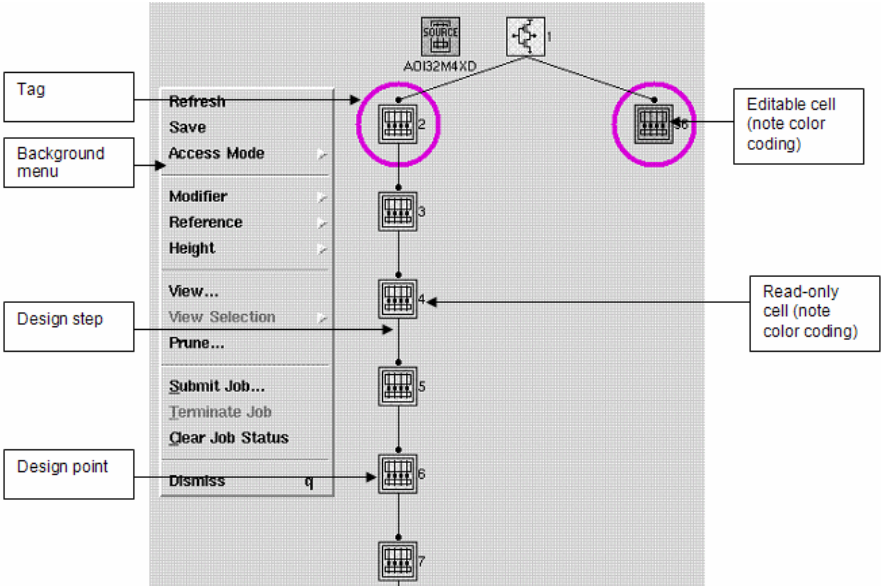 SOURCE
1
AOI32M4XD
Tag
Refresh
Save
Access Mode
2
Editable cell
(note color
coding)
Background
menu
Modifier
Reference
Height
3
View...
View Selection
Prune...
4
Read-only
cell (note
color coding)
Design step
Submit Job...
Terminate Job
Clear Job Status
5
Design point
Dismiss q
6
7